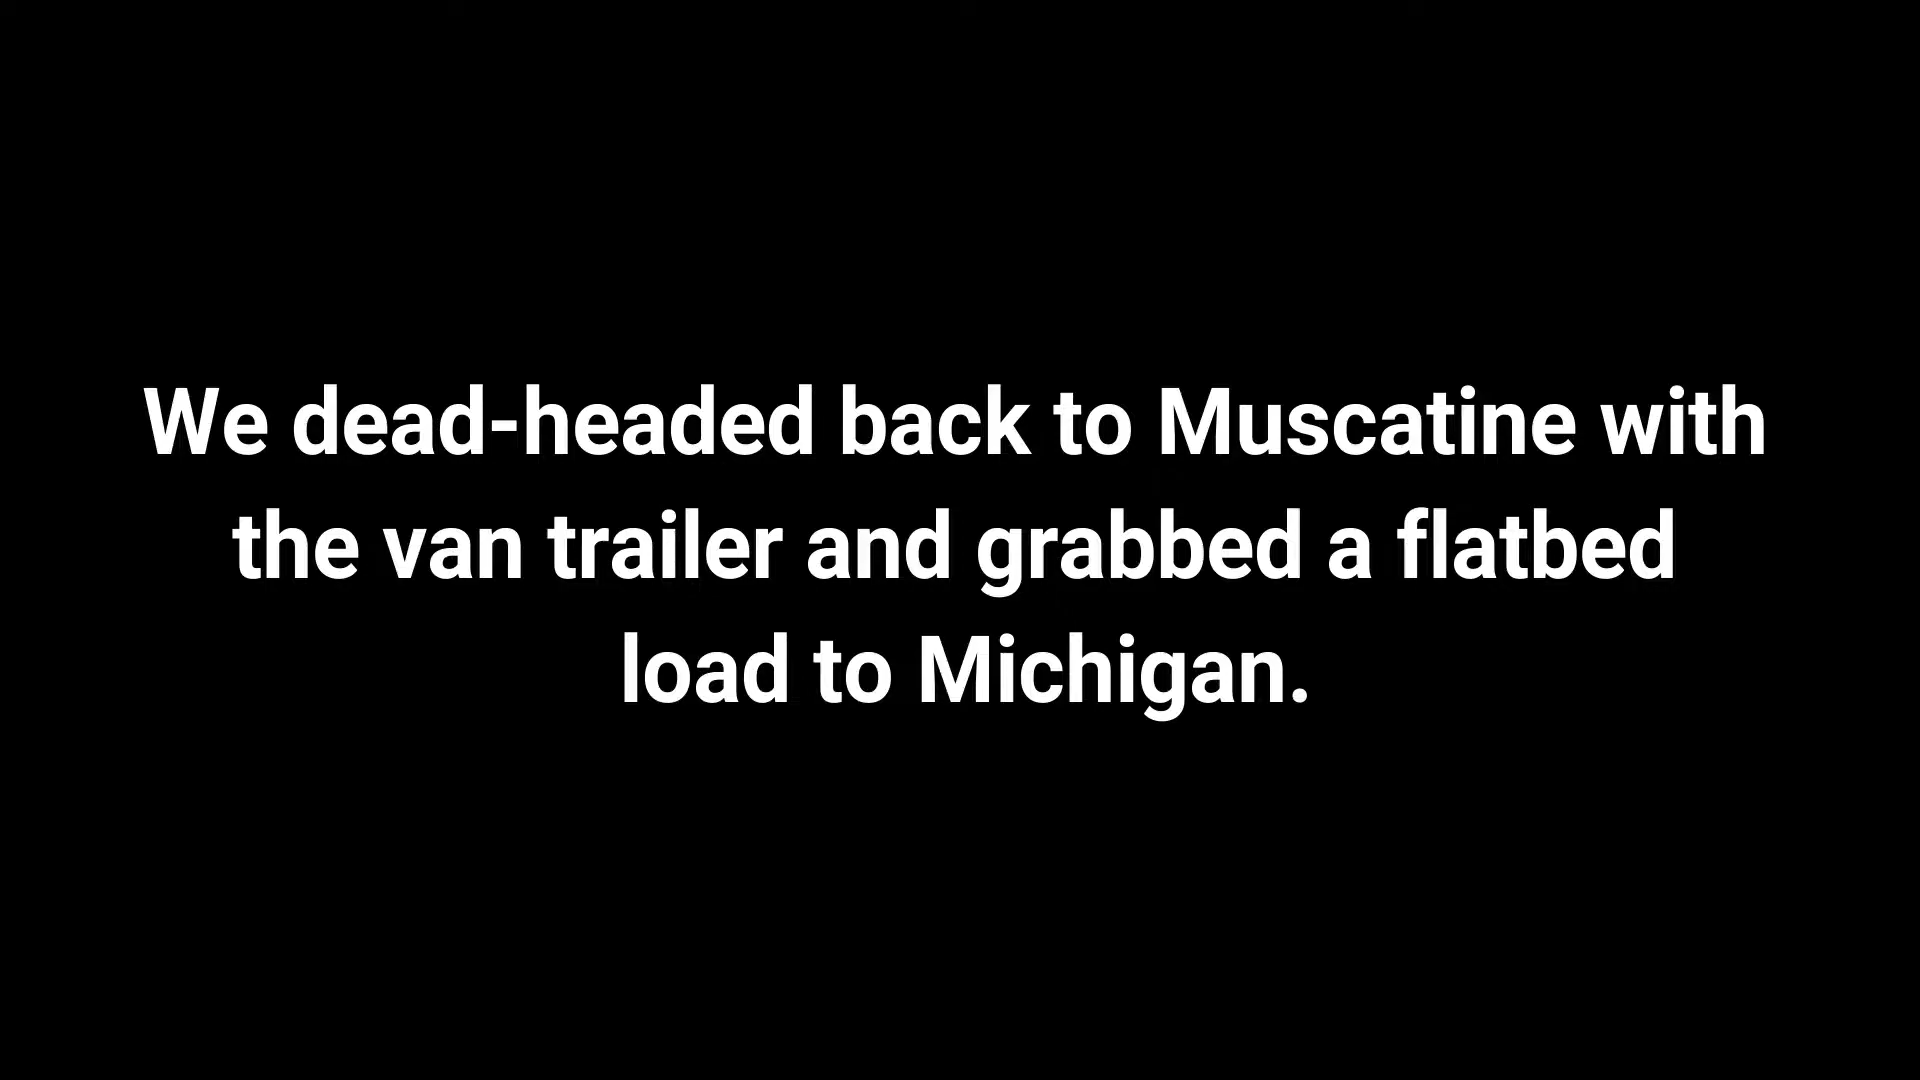 We dead-headed back to Muscatine with
the van trailer and grabbed a flatbed
load to Michigan.